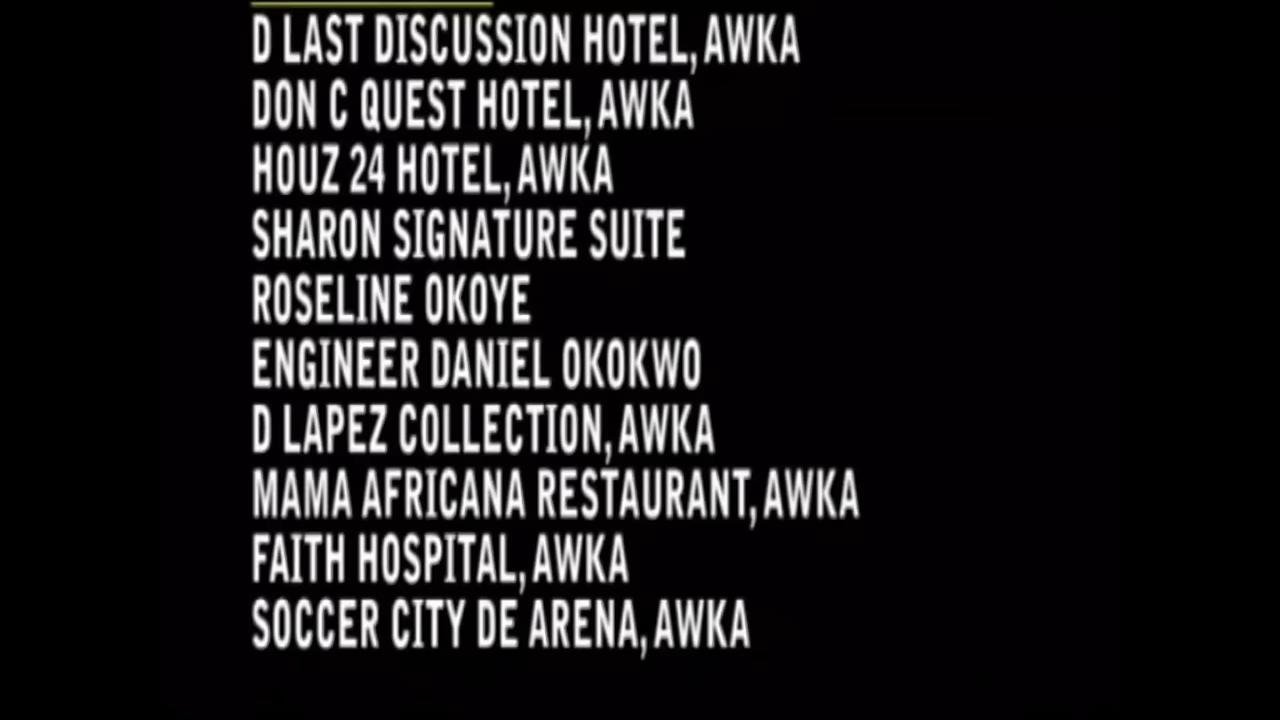 D LAST DISCUSSION HOTEL, AWKA
DON C QUEST HOTEL, AWKA
HOUZ 24 HOTEL, AWKA
SHARON SIGNATURE SUITE
ROSELINE OKOYE
ENGINEER DANIEL OKOKWO
D LAPEZ COLLECTION, AWKA
MAMA AFRICANA RESTAURANT, AWKA
FAITH HOSPITAL, AWKA
SOCCER CITY DE ARENA, AWKA